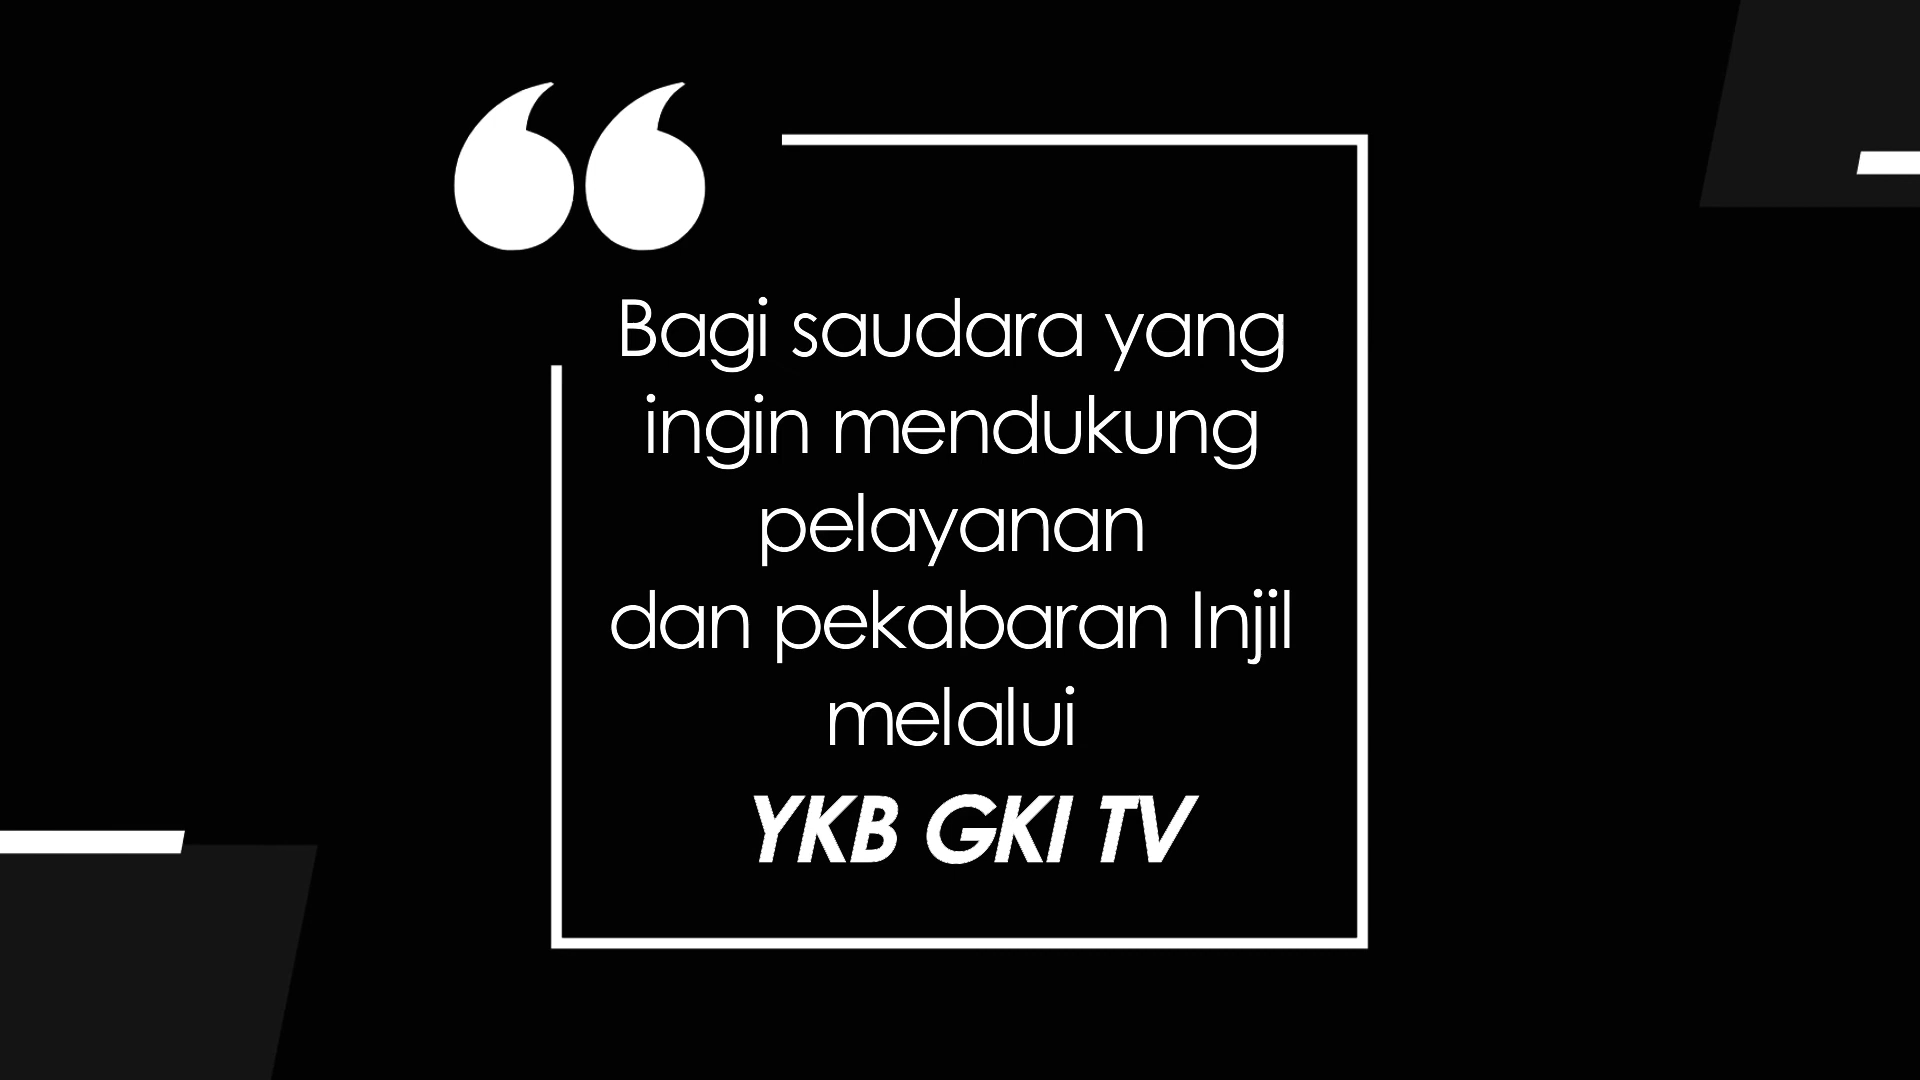 Bagi saudara yang
ingin mendukung
pelayanan
dan pekabaran Injil
melalui
YKB GKI TV